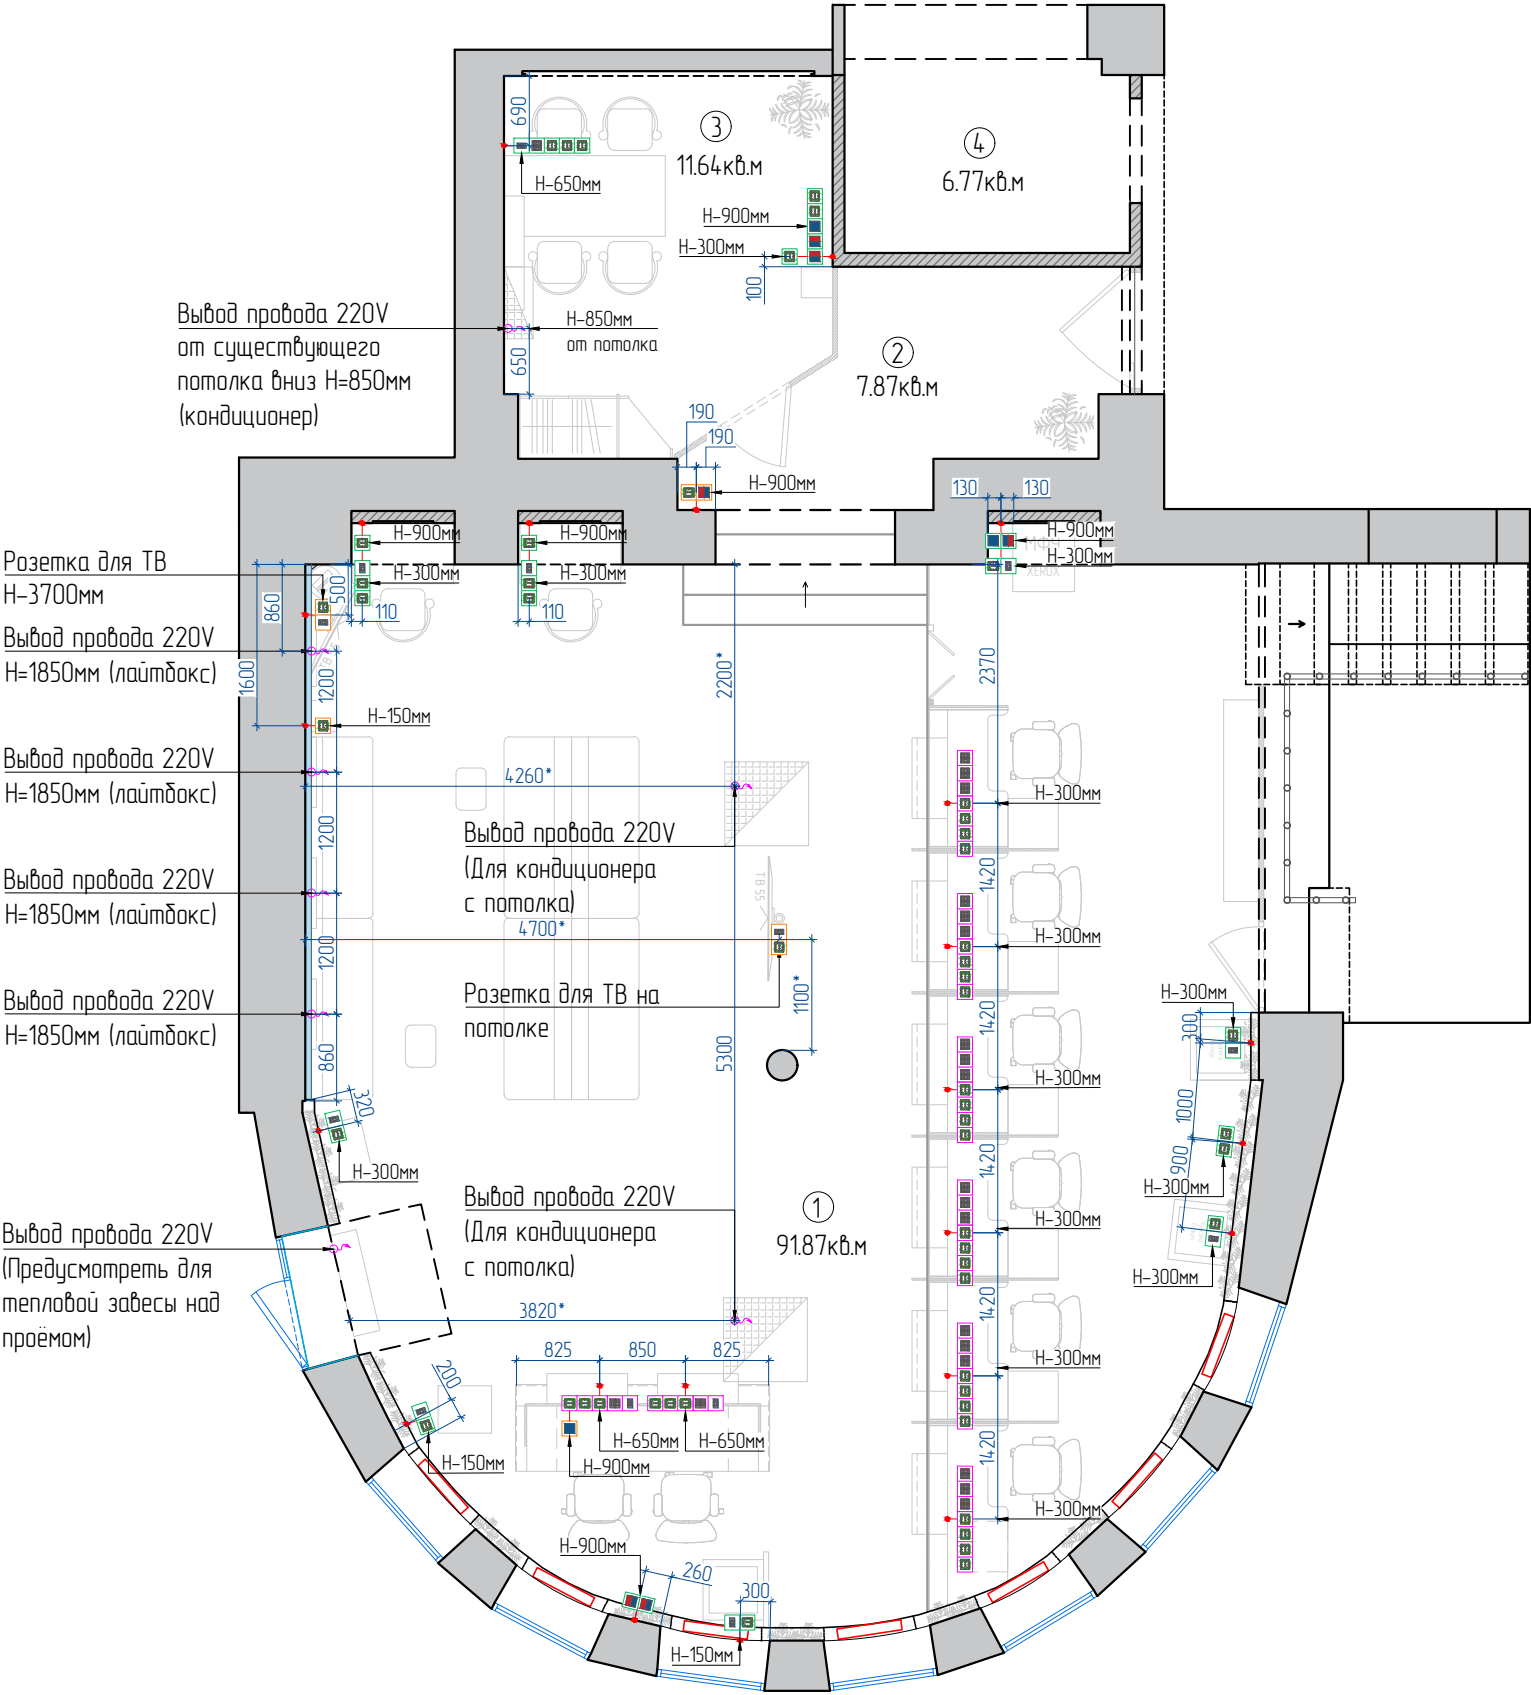 690
3
11.64кв.м
4
6.77кв.м
Н-650мм
Н-900мм
Н-300мм
100
Вывод провода 220V
от существующего
потолка вниз Н=850мм
(кондиционер)
Н-850мм
от потолка
650
2
7.87кв.м
190
190
Н-900мм
130
130
Н-900мм
Н-900мм
Н-900мм
МФУ
Н-300мм
XEROX
Н-300мм
Н-300мм
Розетка для ТВ
Н-3700мм
500
860
110
110
Вывод провода 220V
Н=1850мм (лайтбокс)
1600
1200
2200*
2370
Н-150мм
Вывод провода 220V
Н=1850мм (лайтбокс)
4260*
Н-300мм
1200
Вывод провода 220V
(Для кондиционера
с потолка)
1420
Вывод провода 220V
Н=1850мм (лайтбокс)
ТВ 55
4700*
Н-300мм
1200
1100*
Розетка для ТВ на
потолке
Вывод провода 220V
Н=1850мм (лайтбокс)
1420
Н-300мм
300
860
5300
Н-300мм
320
1000
1420
900
Н-300мм
Н-300мм
Вывод провода 220V
(Для кондиционера
с потолка)
1
91.87кв.м
Н-300мм
Вывод провода 220V
(Предусмотреть для
тепловой завесы над
проёмом)
Н-300мм
3820*
1420
825
850
825
Н-300мм
200
Н-650мм
Н-650мм
1420
Н-150мм
Н-900мм
Н-300мм
Н-900мм
260
300
Н-150мм